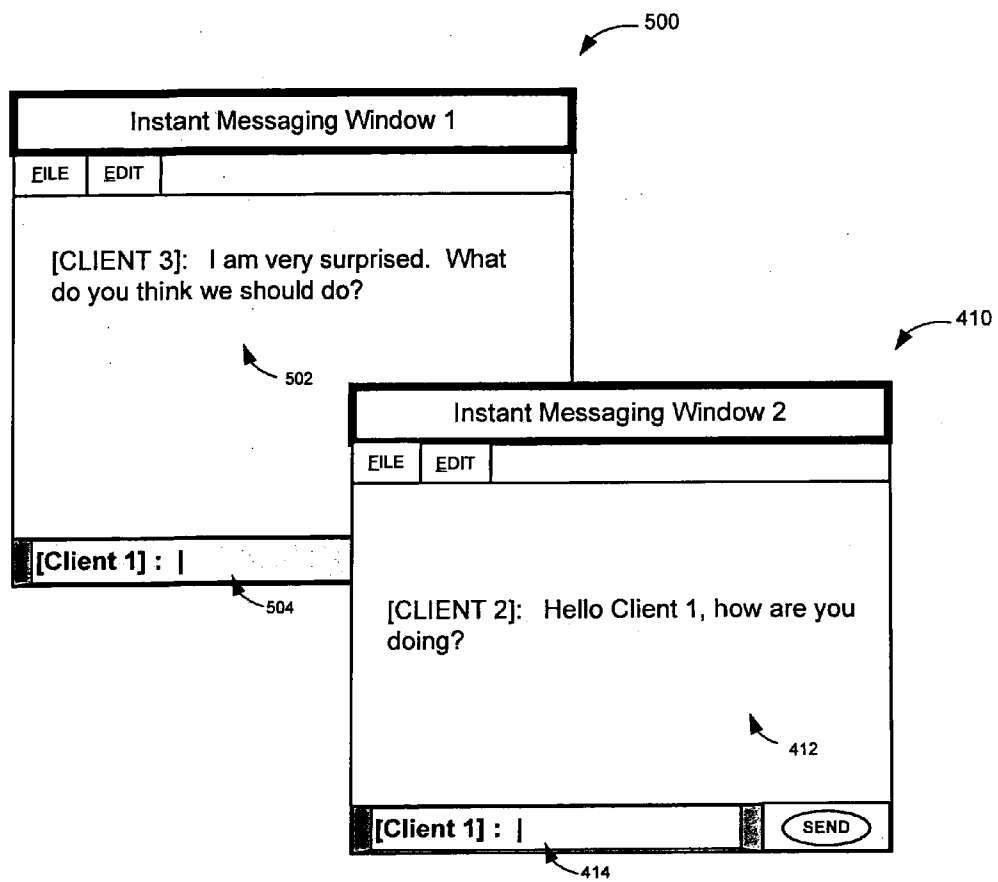 500
Instant Messaging Window 1
FILE EDIT
[CLIENT 3]: I am very surprised. What
do you think we should do?
502
[Client 1] : |
504
410
Instant Messaging Window 2
FILE EDIT
[CLIENT 2]: Hello Client 1, how are you
doing?
412
[Client 1] : |
SEND
414